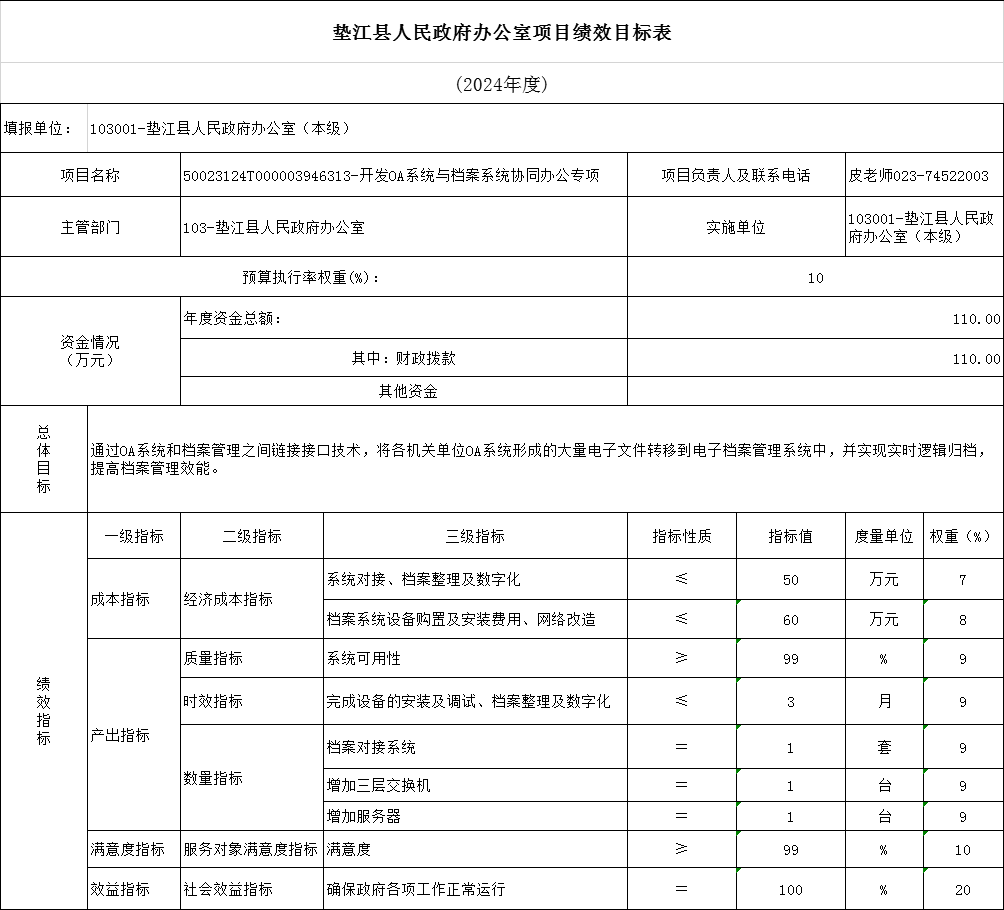 垫江县人民政府办公室项目绩效目标表
(2024年度)
填报单位： 103001-垫江县人民政府办公室（本级）
项目名称 50023124T000003946313-开发OA系统与档案系统协同办公专项 项目负责人及联系电话 皮老师023-74522003
主管部门 103-垫江县人民政府办公室 实施单位 103001-垫江县人民政
府办公室（本级）
预算执行率权重(%)： 10
资金情况
（万元）
年度资金总额： 110.00
其中：财政拨款 110.00
其他资金
总体目标
通过OA系统和档案管理之间链接接口技术，将各机关单位OA系统形成的大量电子文件转移到电子档案管理系统中，并实现实时逻辑归档，
提高档案管理效能。
绩效指标
一级指标 二级指标 三级指标 指标性质 指标值 度量单位 权重（%）
成本指标 经济成本指标 系统对接、档案整理及数字化 ≤ 50 万元 7
档案系统设备购置及安装费用、网络改造 ≤ 60 万元 8
产出指标 质量指标 系统可用性 ≥ 99 % 9
时效指标 完成设备的安装及调试、档案整理及数字化 ≤ 3 月 9
数量指标 档案对接系统 ＝ 1 套 9
增加三层交换机 ＝ 1 台 9
增加服务器 ＝ 1 台 9
满意度指标 服务对象满意度指标 满意度 ≥ 99 % 10
效益指标 社会效益指标 确保政府各项工作正常运行 ＝ 100 % 20